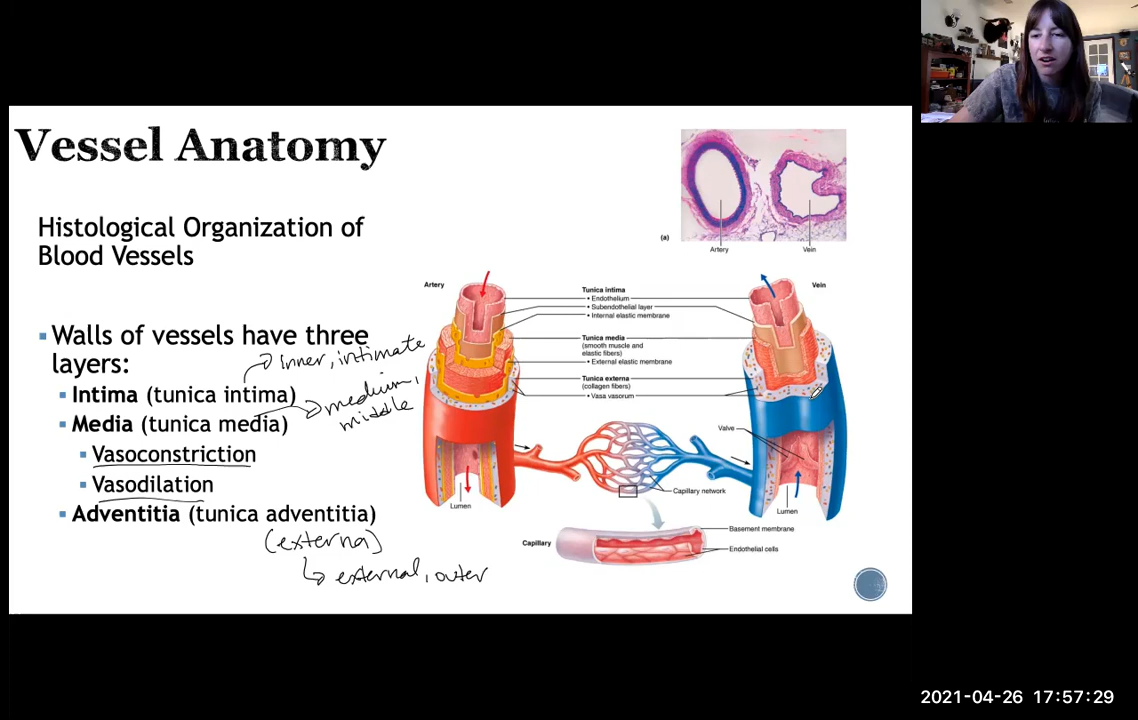 Vessel Anatomy
Histological Organization of
Blood Vessels
Walls of vessels have three
layers:
inner, intimate
Intima (tunica intima)
medium,
middle
Media (tunica media)
Vasoconstriction
Vasodilation
Adventitia (tunica adventitia)
(externa)
external, outer
(a)
Artery
Vein
Artery
Tunica intima
• Endothelium
• Subendothelial layer
• Internal elastic membrane
Tunica media
(smooth muscle and
elastic fibers)
• External elastic membrane
Tunica externa
(collagen fibers)
• Vasa vasorum
Vein
Valve
Capillary network
Lumen
Lumen
Basement membrane
Capillary
Endothelial cells
2021-04-26 17:57:29